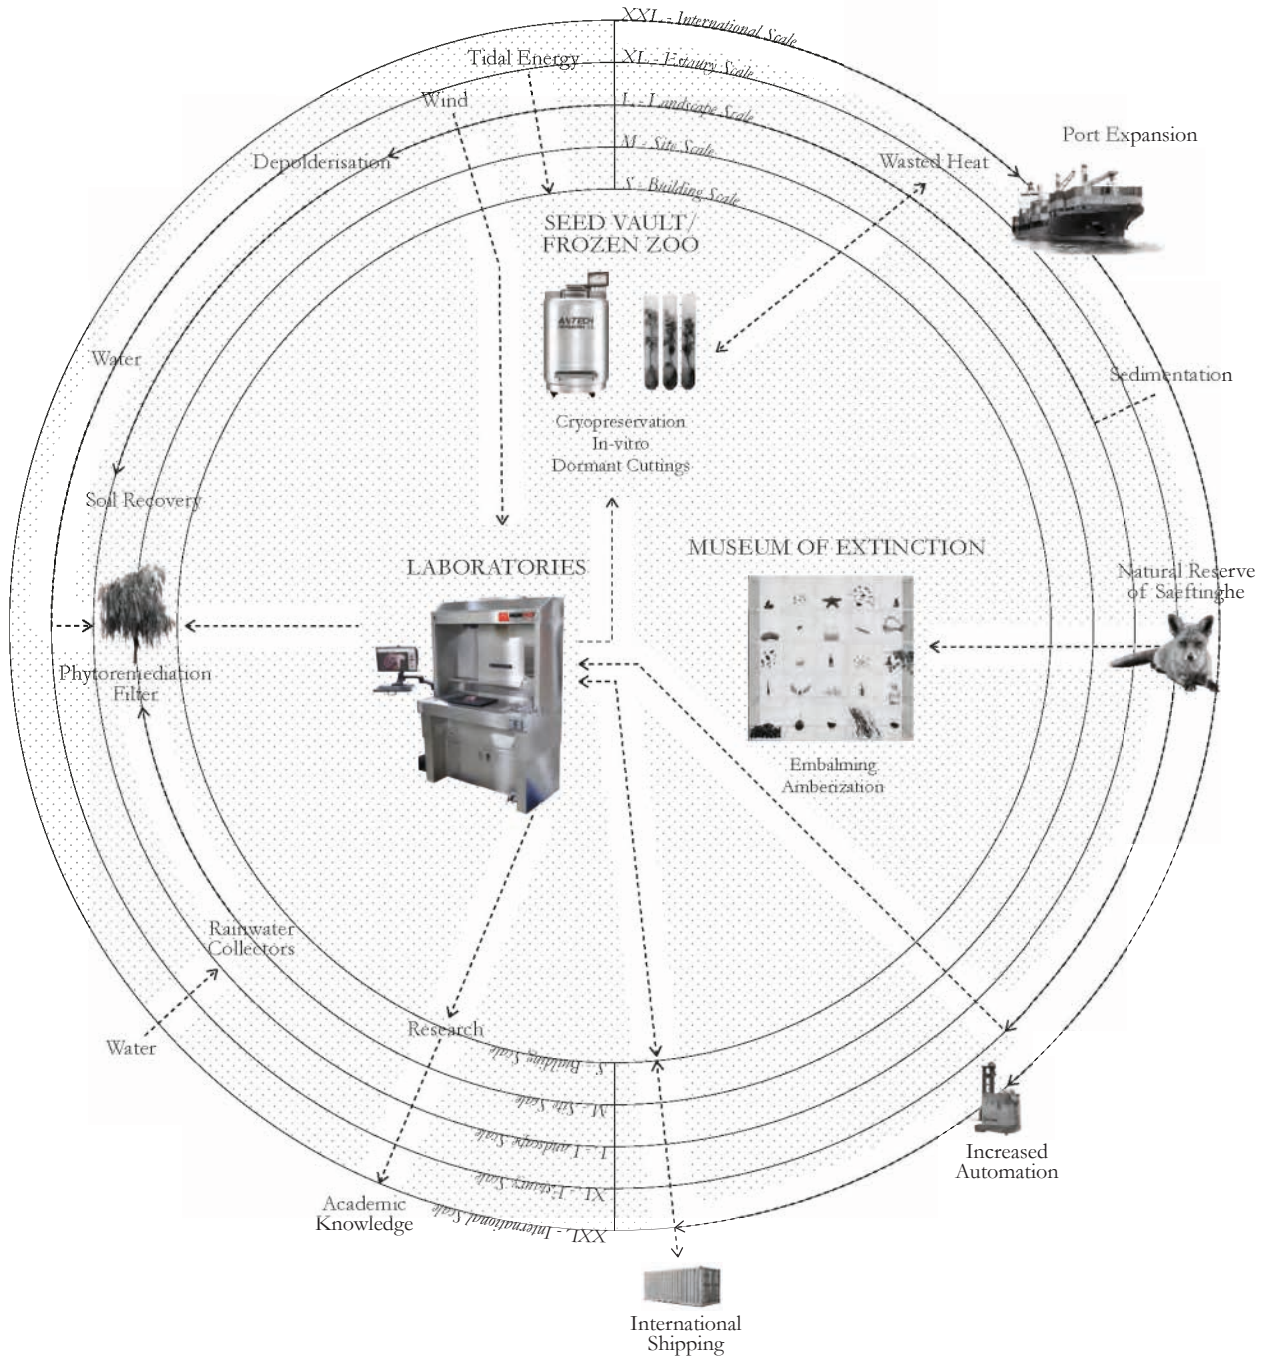 XXL - International Scale
Tidal Energy
XL - Estaury Scale
Wind
L - Landscape Scale
Port Expansion
Depolderisation
M - Site Scale
Wasted Heat
S - Building Scale
SEED VAULT/
FROZEN ZOO
ANTECH
Water
Sedimentation
Cryopreservation
In-vitro
Dormant Cuttings
Soil Recovery
LABORATORIES
MUSEUM OF EXTINCTION
Natural Reserve
of Saeftinghe
Phytoremediation
Filter
Embalming
Amberization
Rainwater
Collectors
Water
Research
S - Building Scale
M - Site Scale
L - Landscape Scale
XL - Estaury Scale
XXL - International Scale
Increased
Automation
Academic
Knowledge
International
Shipping